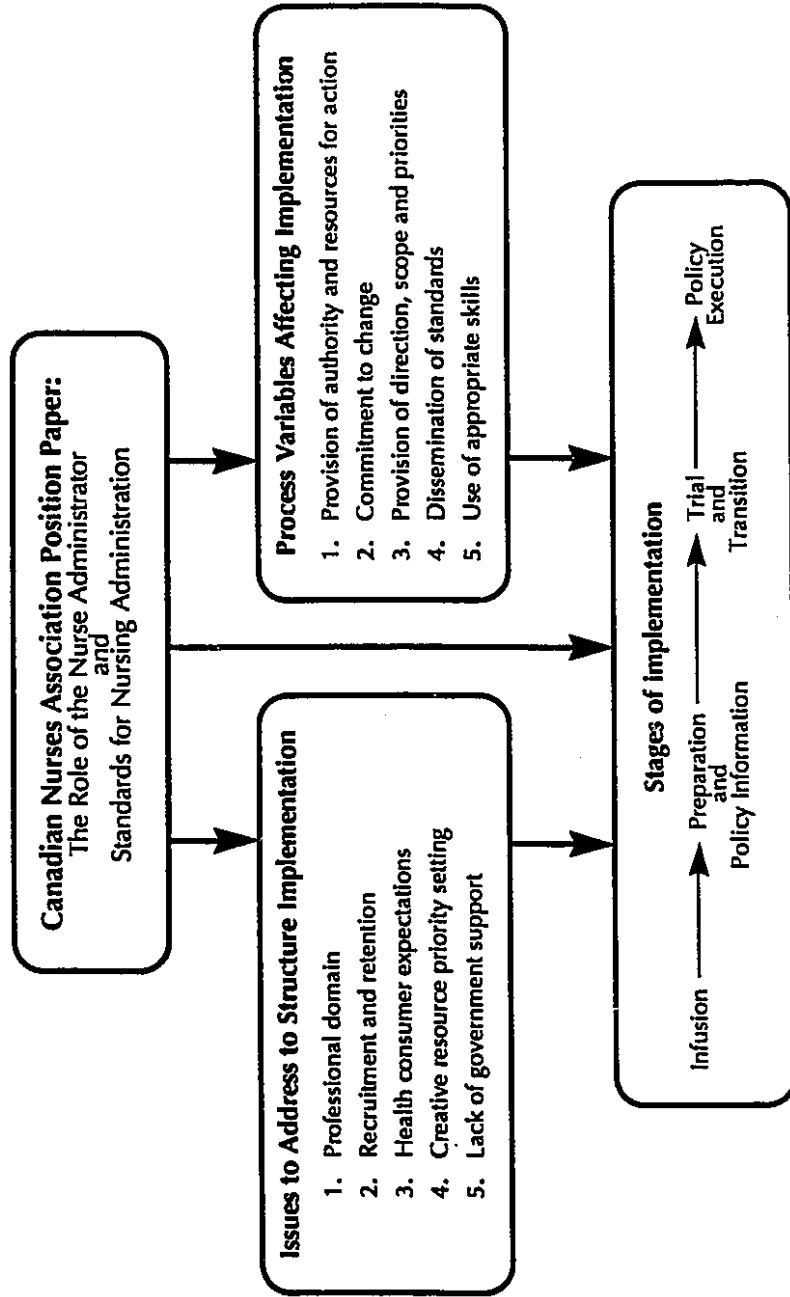 Canadian Nurses Association Position Paper:
The Role of the Nurse Administrator
and
Standards for Nursing Administration
Issues to Address to Structure Implementation
1. Professional domain
2. Recruitment and retention
3. Health consumer expectations
4. Creative resource priority setting
5. Lack of government support
Process Variables Affecting Implementation
1. Provision of authority and resources for action
2. Commitment to change
3. Provision of direction, scope and priorities
4. Dissemination of standards
5. Use of appropriate skills
Stages of Implementation
Infusion
Preparation
and
Policy Information
Trial
and
Transition
Policy
Execution